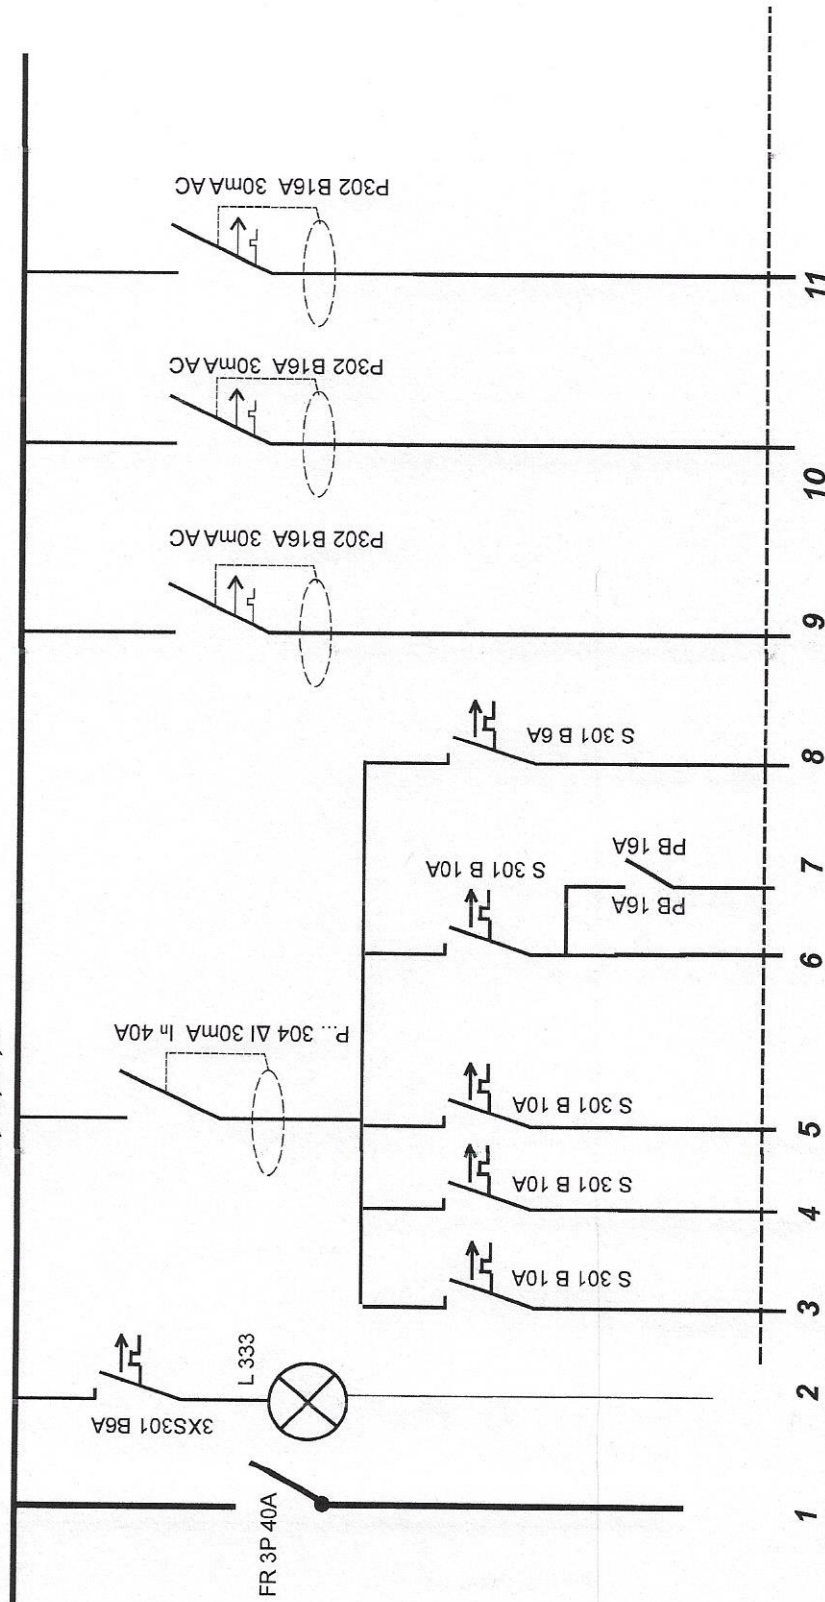 FR 3P 40A
3XS301 B6A
L 333
P... 304 ΔI 30mA In 40A
S 301 B 10A
S 301 B 10A
S 301 B 10A
S 301 B 10A
PB 16A
PB 16A
S 301 B 6A
P302 B16A 30mA AC
P302 B16A 30mA AC
P302 B16A 30mA AC
1
2
3
4
5
6
7
8
9
10
11